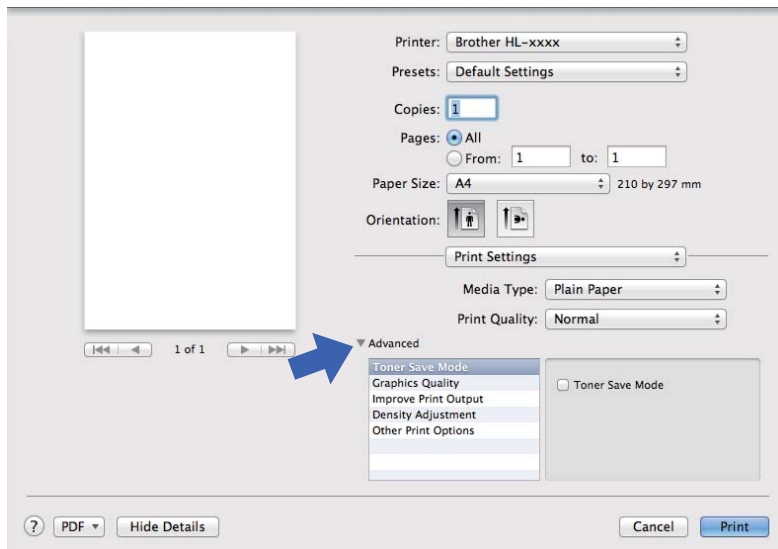 Printer: Brother HL-xxxx
Presets: Default Settings
Copies: 1
Pages: All
From: 1 to: 1
Paper Size: A4 210 by 297 mm
Orientation:
Print Settings
Media Type: Plain Paper
Print Quality: Normal
1 of 1
Advanced
Toner Save Mode
Graphics Quality
Improve Print Output
Density Adjustment
Other Print Options
Toner Save Mode
? PDF Hide Details Cancel Print